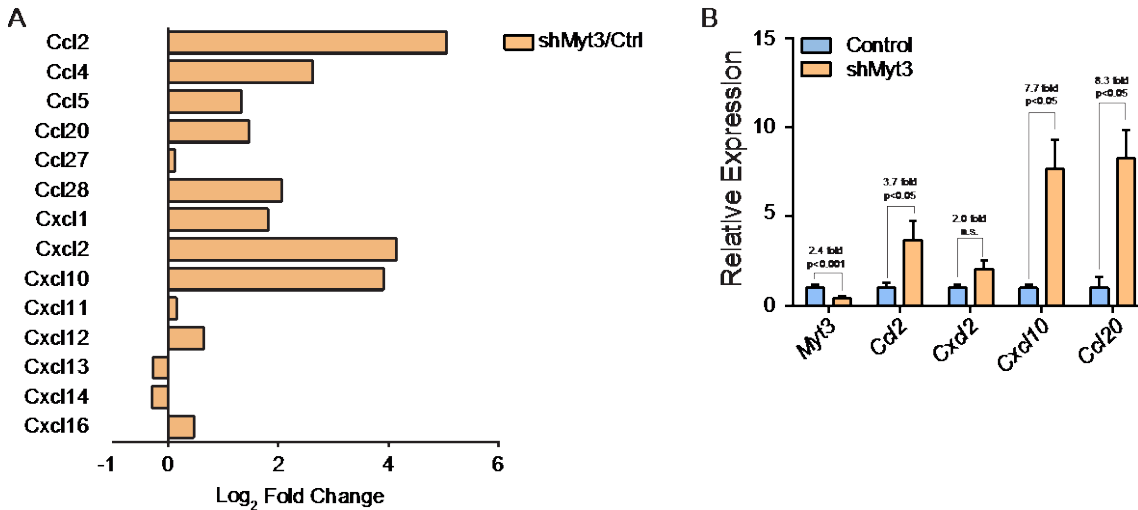 A
Ccl2
Ccl4
Ccl5
Ccl20
Ccl27
Ccl28
Cxcl1
Cxcl2
Cxcl10
Cxcl11
Cxcl12
Cxcl13
Cxcl14
Cxcl16
-1 0 2 4 6
Log2 Fold Change
shMyt3/Ctrl
B
Relative Expression
15
10
5
0
Control
shMyt3
2.4 fold
p<0.001
3.7 fold
p<0.05
2.0 fold
n.s.
7.7 fold
p<0.05
8.3 fold
p<0.05
Myt3
Ccl2
Cxcl2
Cxcl10
Ccl20